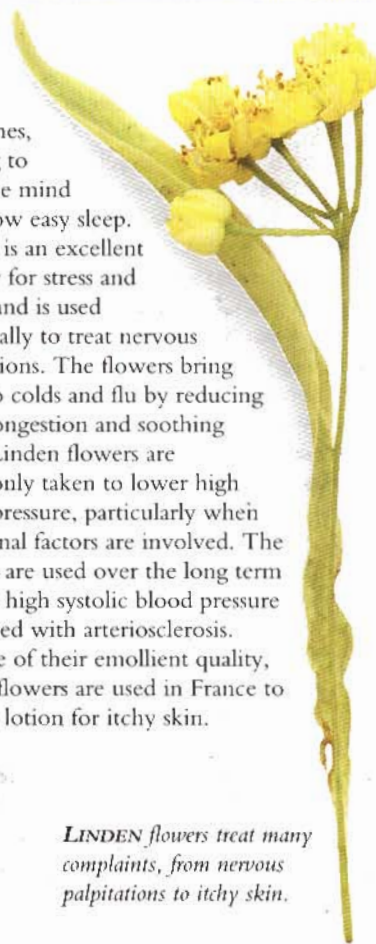 nes,
g to
e mind
ow easy sleep.
is an excellent
for stress and
and is used
ally to treat nervous
ions. The flowers bring
o colds and flu by reducing
ongestion and soothing
Linden flowers are
only taken to lower high
pressure, particularly when
nal factors are involved. The
are used over the long term
high systolic blood pressure
ed with arteriosclerosis.
e of their emollient quality,
flowers are used in France to
lotion for itchy skin.
LINDEN flowers treat many
complaints, from nervous
palpitations to itchy skin.